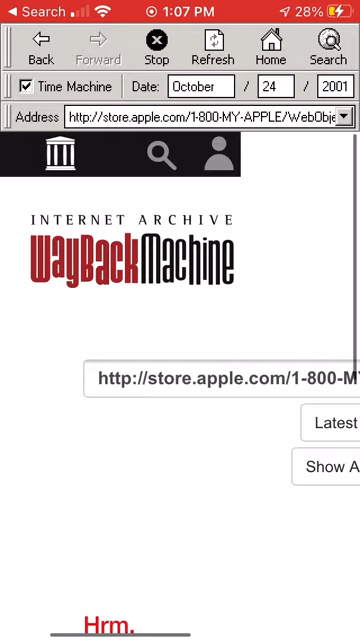 Search 1:07 PM 28%
Back Forward Stop Refresh Home Search
Time Machine Date: October / 24 / 2001
Address http://store.apple.com/1-800-MY-APPLE/WebObje
INTERNET ARCHIVE
WayBackMachine
http://store.apple.com/1-800-M
Latest
Show A
Hrm.